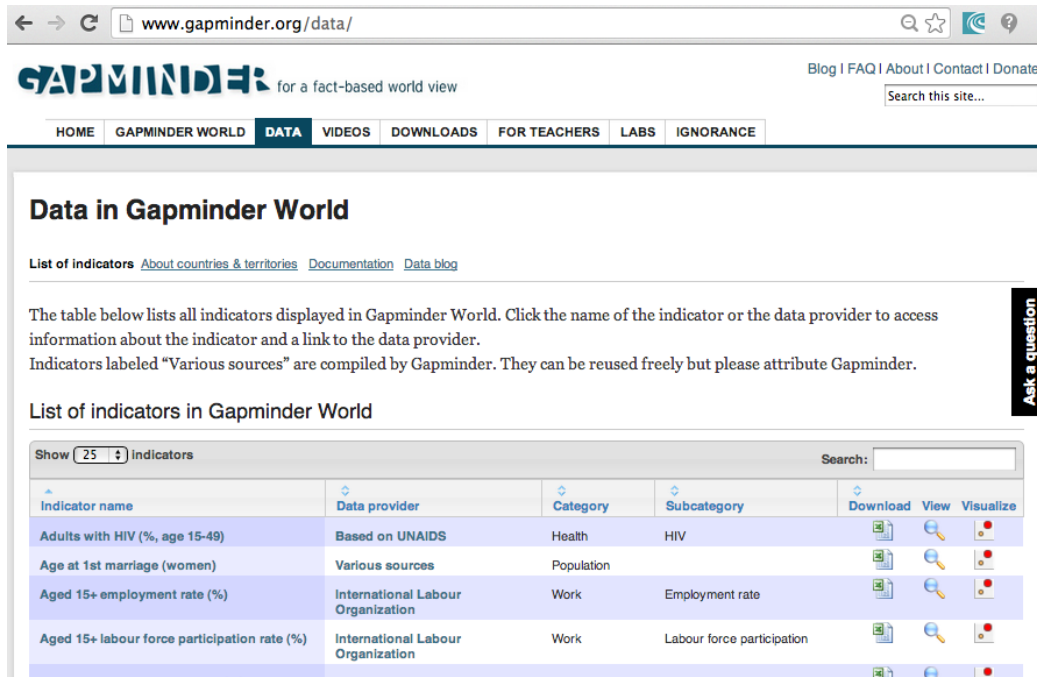 www.gapminder.org/data/
GAPMINDER for a fact-based world view
Blog I FAQ I About I Contact I Donate
Search this site...
HOME GAPMINDER WORLD DATA VIDEOS DOWNLOADS FOR TEACHERS LABS IGNORANCE
Data in Gapminder World
List of indicators About countries & territories Documentation Data blog
The table below lists all indicators displayed in Gapminder World. Click the name of the indicator or the data provider to access
information about the indicator and a link to the data provider.
Indicators labeled “Various sources” are compiled by Gapminder. They can be reused freely but please attribute Gapminder.
Ask a question
List of indicators in Gapminder World
Show 25 indicators Search:
Indicator name Data provider Category Subcategory Download View Visualize
Adults with HIV (%, age 15-49) Based on UNAIDS Health HIV
Age at 1st marriage (women) Various sources Population
Aged 15+ employment rate (%) International Labour Organization Work Employment rate
Aged 15+ labour force participation rate (%) International Labour Organization Work Labour force participation